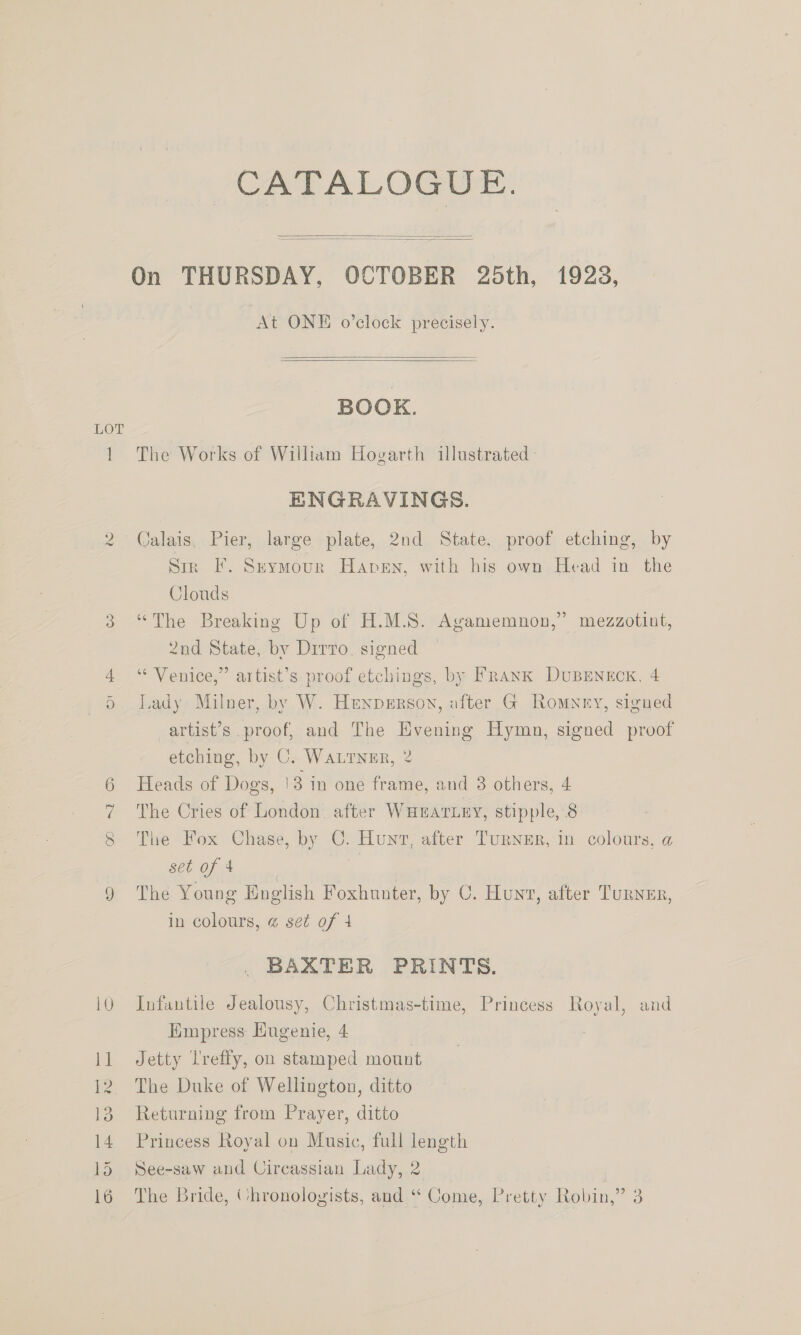 CATALOGUE.
On THURSDAY, OCTOBER 25th, 1923,
At ONE o'clock precisely.
BOOK.
LOT
1 The Works of William Hogarth illustrated
ENGRAVINGS.
2 Calais Pier, large plate, 2nd State, proof etching, by
SIR F. SEYMOUR HADEN, with his own Head in the
Clouds
3 “The Breaking Up of H.M.S. Agamemnon,” mezzotint,
2nd State, by DITTO, signed
4 “Venice,” artist's proof etchings, by FRANK DUBENECK, 4
5 Lady Milner, by W. HENDERSON, after G ROMNEY, signed
artist's proof, and The Evening Hymn, signed proof
etching, by C. WALTNER, 2
6 Heads of Dogs, 13 in one frame, and 3 others, 4
7 The Cries of London after WHEATLEY, stipple, 8
8 The Fox Chase, by C. HUNT, after TURNER, in colours, a
set of 4
9 The Young English Foxhunter, by C. HUNT, after TURNER,
in colours, a set of 4
BAXTER PRINTS.
10 Infantile Jealousy, Christmas-time, Princess Royal, and
Empress Eugenie, 4
11 Jetty Treffy, on stamped mount
12 The Duke of Wellington, ditto
13 Returning from Prayer, ditto
14 Princess Royal on Music, full length
15 See-saw and Circassian Lady, 2
16 The Bride, Chronologists, and “Come, Pretty Robin,” 3